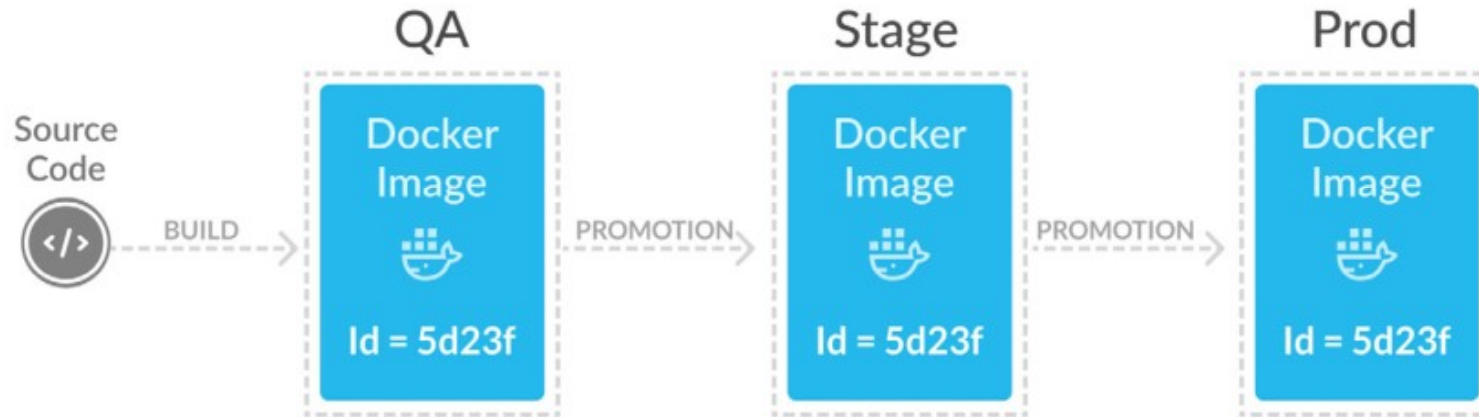 QA
Stage
Prod
Source
Code
</>
BUILD
Docker
Image
Id = 5d23f
PROMOTION
Docker
Image
Id = 5d23f
PROMOTION
Docker
Image
Id = 5d23f